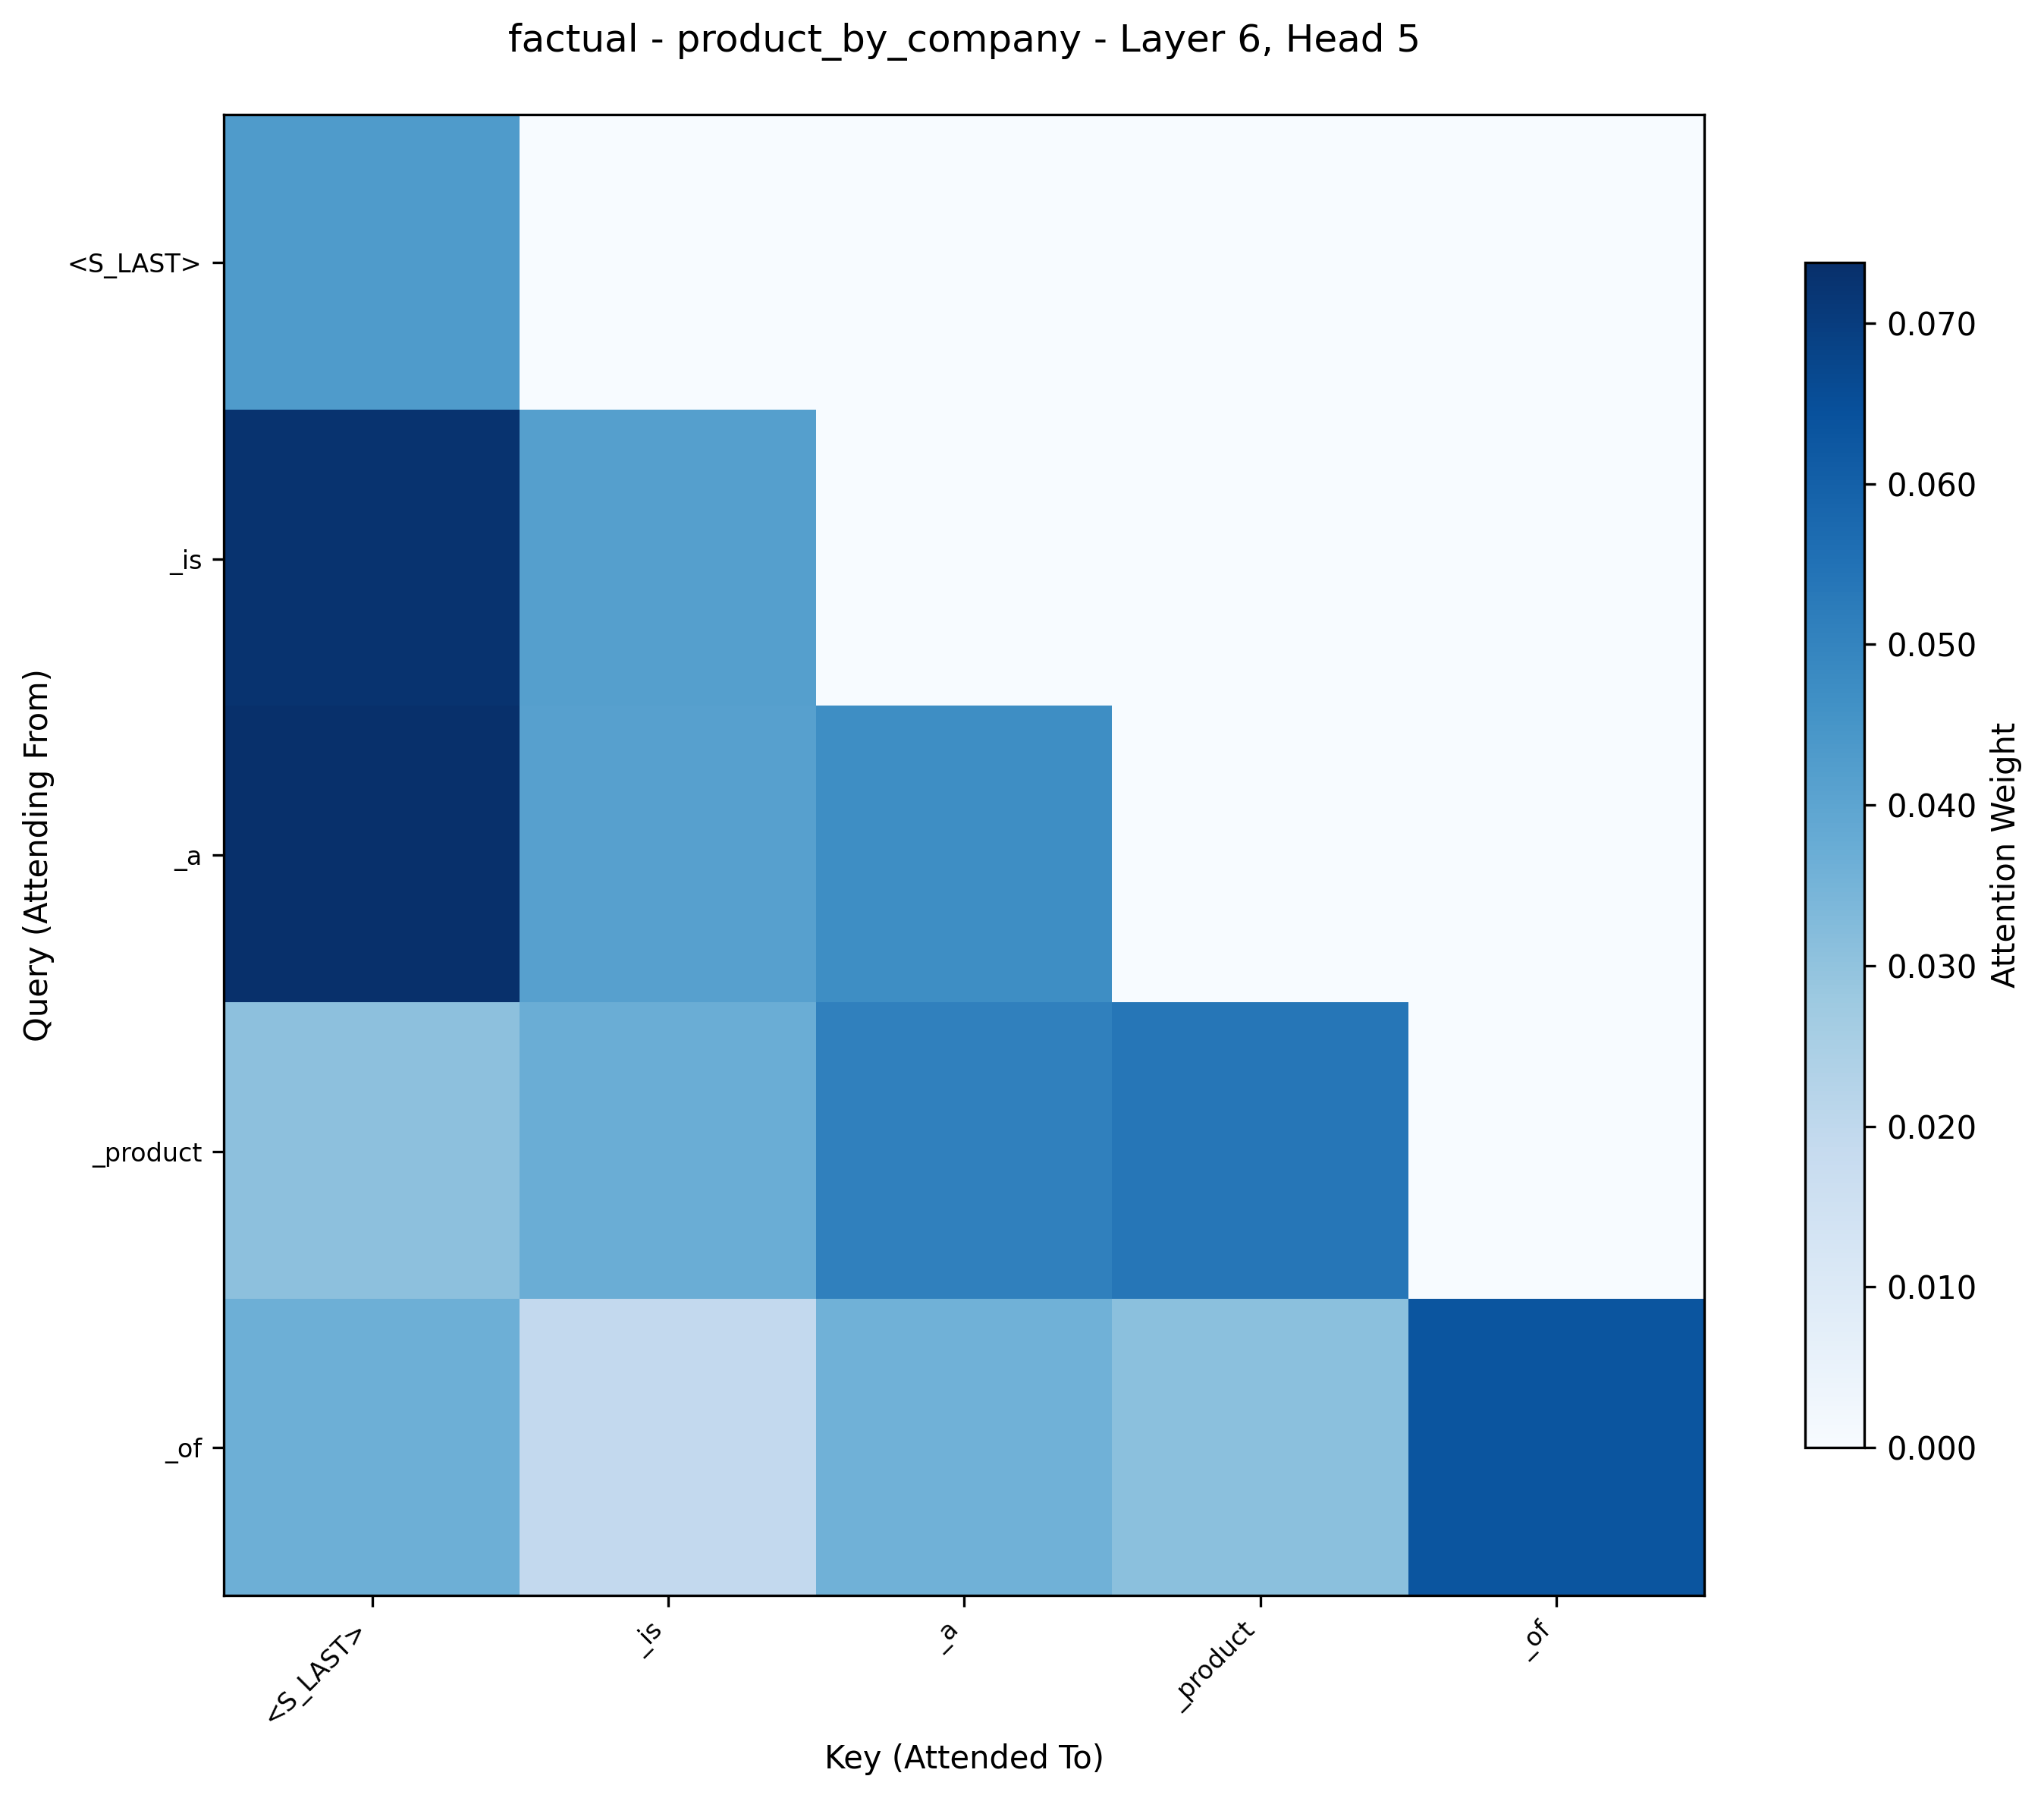 factual - product_by_company - Layer 6, Head 5
Query (Attending From)
<S_LAST>
_is
_a
_product
_of
<S_LAST>
_is
_a
_product
_of
Key (Attended To)
0.070
0.060
0.050
0.040
0.030
0.020
0.010
0.000
Attention Weight